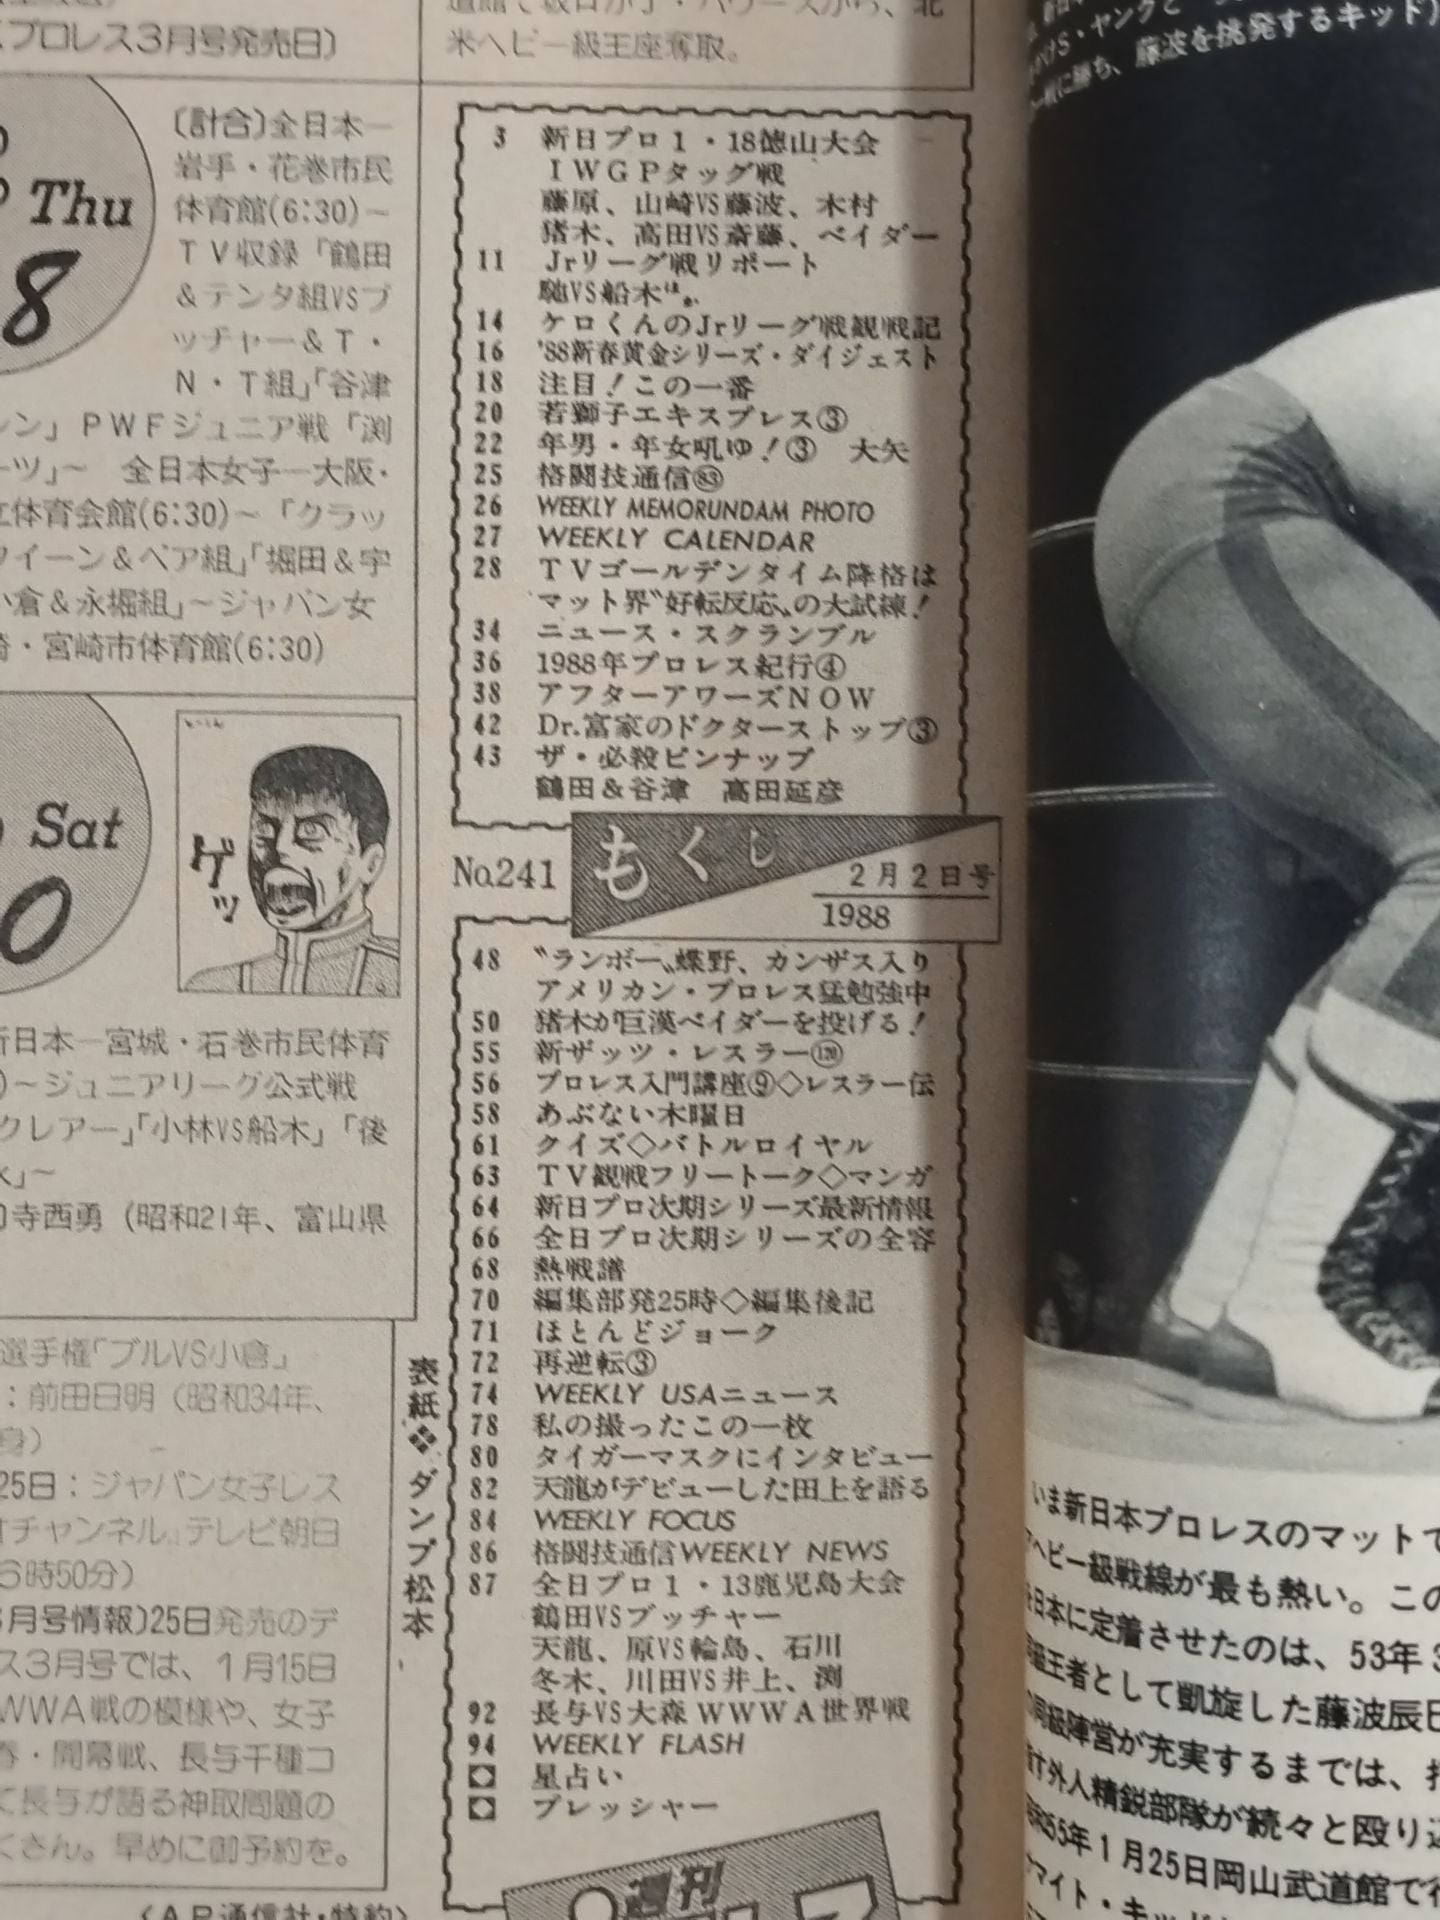 プロレス3月号発売日)
米ヘビー級王座奪取。
Thu
8
〔試合〕全日本—
岩手・花巻市民
体育館(6:30)〜
TV収録「鶴田
&テンタ組VSブ
ッチャー&T・
N・T組」「谷津
PWFジュニア戦「渕
ーツ」〜 全日本女子—大阪・
体育会館(6:30)〜「クラッ
イーン&ペア組」「堀田&宇
小倉&永堀組」〜ジャパン女
・宮崎市体育館(6:30)
Sat
0
ゲッ
日本—宮城・石巻市民体育
)〜ジュニアリーグ公式戦
クレアー」「小林VS船木」「後
」〜
寺西勇(昭和21年、富山県
選手権「ブルVS小倉」
:前田日明(昭和34年、
身)
25日:ジャパン女子レス
チャンネル』テレビ朝日
6時50分)
月号情報〕25日発売のデ
ス3月号では、1月15日
WWA戦の模様や、女子
春・開幕戦、長与千種コ
て長与が語る神取問題の
くさん。早めに御予約を。
〈AP通信社・特約〉
3 新日プロ1・18徳山大会
IWGPタッグ戦
藤原、山崎VS藤波、木村
猪木、高田VS斎藤、ベイダー
11 Jrリーグ戦リポート
馳VS船木ほか
14 ケロくんのJrリーグ戦観戦記
16 '88新春黄金シリーズ・ダイジェスト
18 注目!この一番
20 若獅子エキスプレス③
22 年男・年女吼ゆ!③ 大矢
25 格闘技通信㊳
26 WEEKLY MEMORUNDAM PHOTO
27 WEEKLY CALENDAR
28 TVゴールデンタイム降格は
マット界〝好転反応〟の大試練!
34 ニュース・スクランブル
36 1988年プロレス紀行④
38 アフターアワーズNOW
42 Dr.富家のドクターストップ③
43 ザ・必殺ピンナップ
鶴田&谷津 高田延彦
No.241
もくじ
2月2日号
1988
48 〝ランボー〟蝶野、カンザス入り
アメリカン・プロレス猛勉強中
50 猪木が巨漢ベイダーを投げる!
55 新ザッツ・レスラー(120)
56 プロレス入門講座⑨◇レスラー伝
58 あぶない木曜日
61 クイズ◇バトルロイヤル
63 TV観戦フリートーク◇マンガ
64 新日プロ次期シリーズ最新情報
66 全日プロ次期シリーズの全容
68 熱戦譜
70 編集部発25時◇編集後記
71 ほとんどジョーク
72 再逆転③
74 WEEKLY USAニュース
78 私の撮ったこの一枚
80 タイガーマスクにインタビュー
82 天龍がデビューした田上を語る
84 WEEKLY FOCUS
86 格闘技通信WEEKLY NEWS
87 全日プロ1・13鹿児島大会
鶴田VSブッチャー
天龍、原VS輪島、石川
冬木、川田VS井上、渕
92 長与VS大森 WWWA世界戦
94 WEEKLY FLASH
星占い
プレッシャー
表紙❖ダンプ松本
週刊
S・ヤングと
戦に勝ち、藤波を挑発するキッド)
いま新日本プロレスのマットで
ヘビー級戦線が最も熱い。この
日本に定着させたのは、53年3
級王者として凱旋した藤波辰巳
同級陣営が充実するまでは、
す外人精鋭部隊が続々と殴り込
55年1月25日岡山武道館で行
マイト・キッド